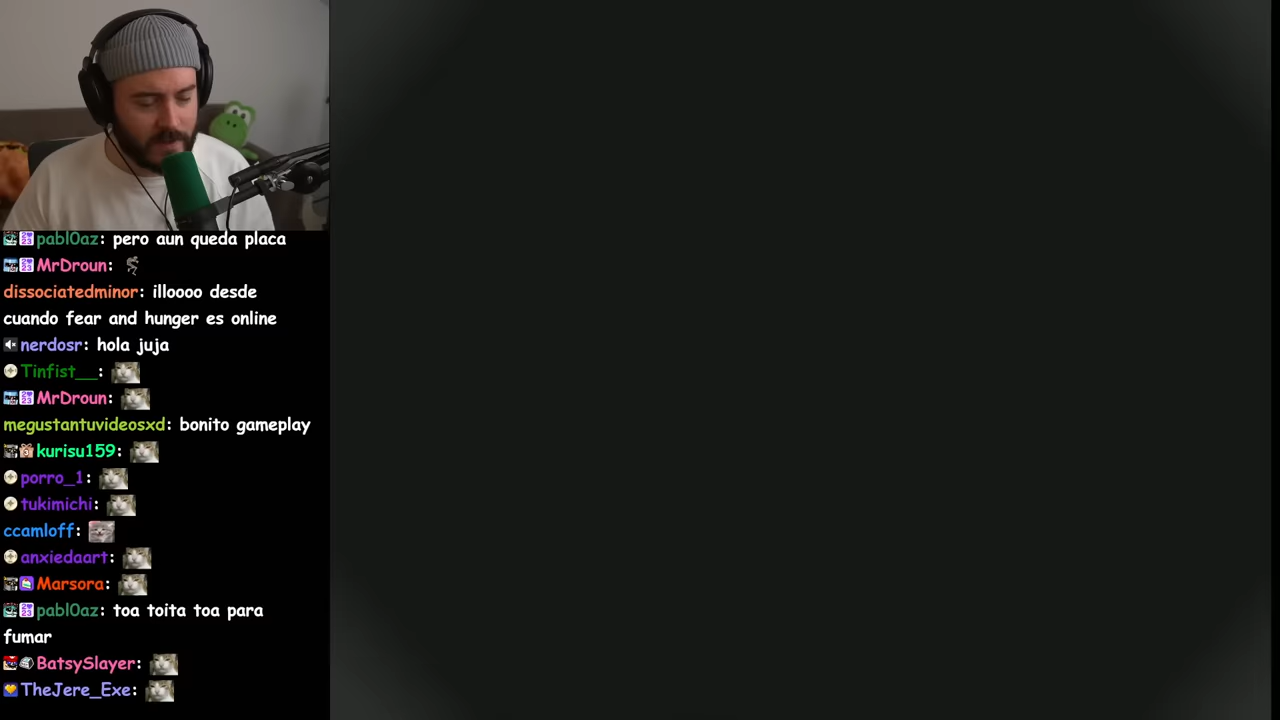 pabl0az: pero aun queda placa
MrDroun:
dissociatedminor: illoooo desde
cuando fear and hunger es online
nerdosr: hola juja
Tinfist__:
MrDroun:
megustantuvideosxd: bonito gameplay
kurisu159:
porro_1:
tukimichi:
ccamloff:
anxiedaart:
Marsora:
pabl0az: toa toita toa para
fumar
BatsySlayer:
TheJere_Exe: